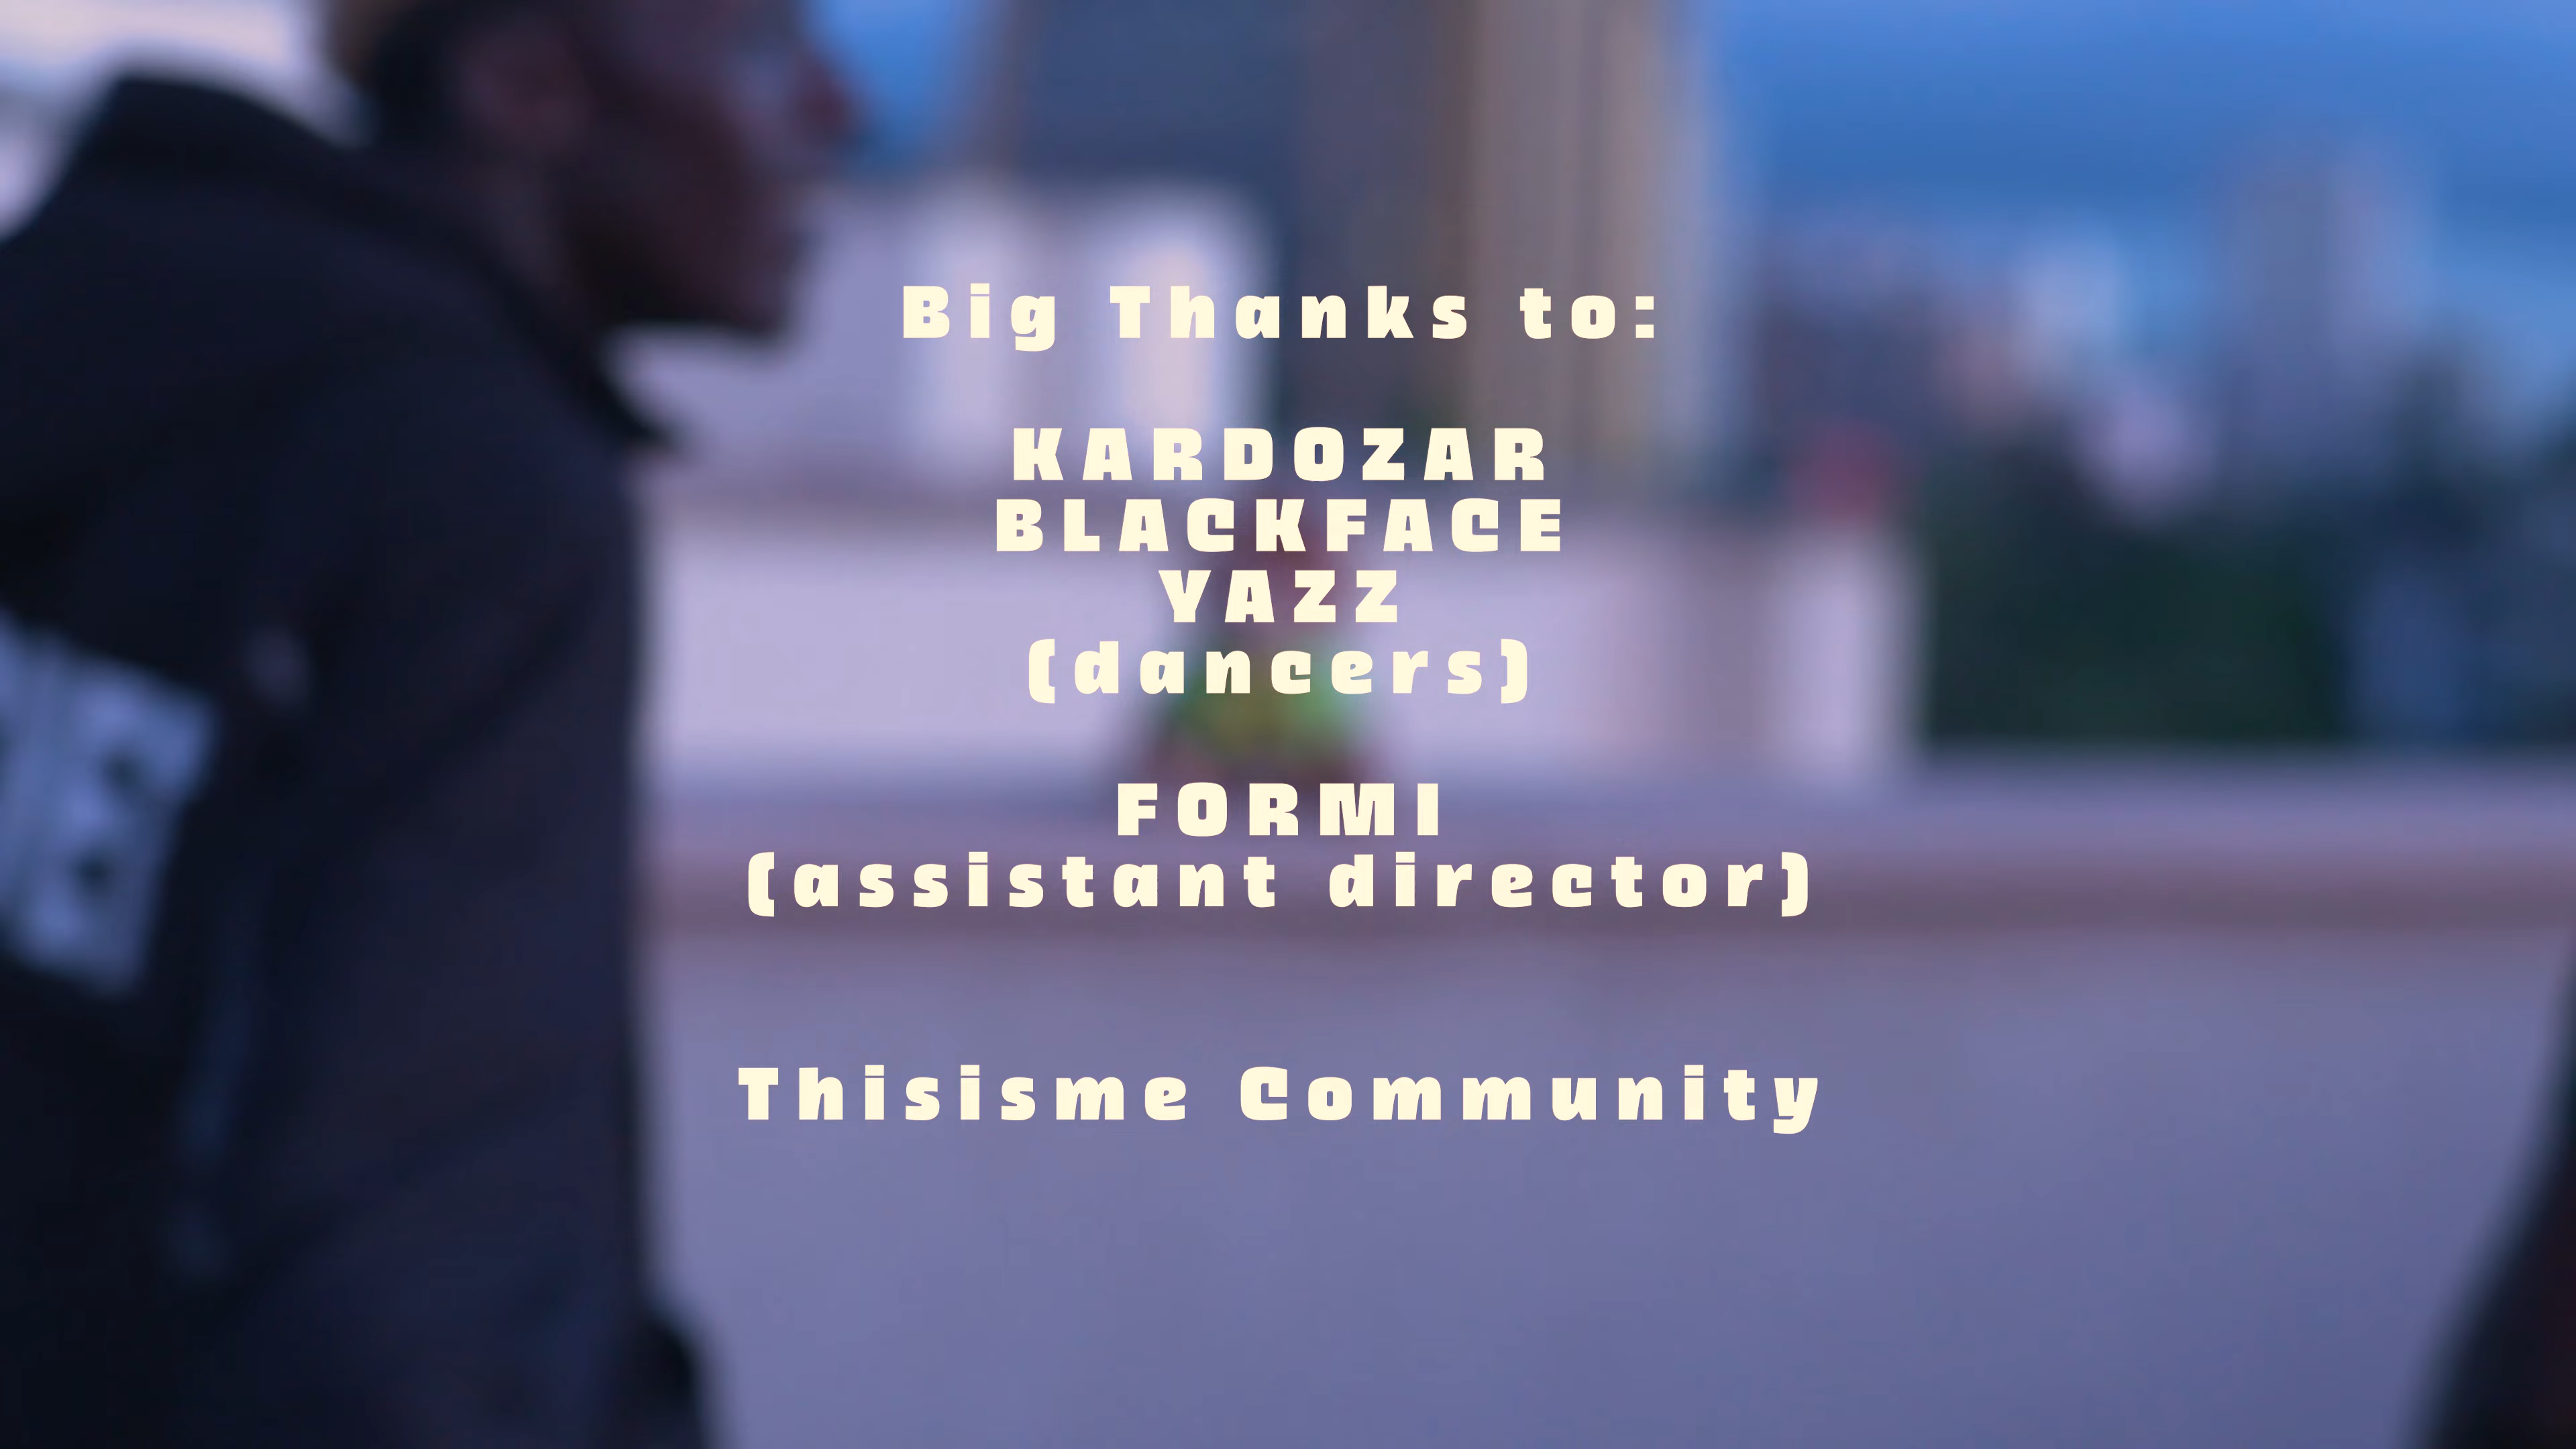 Big Thanks to:
KARDOZAR
BLACKFACE
YAZZ
(dancers)
FORMI
(assistant director)
Thisisme Community